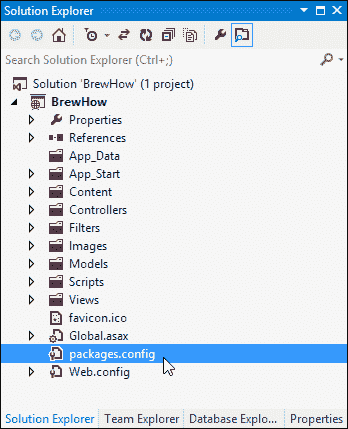 Solution Explorer
Search Solution Explorer (Ctrl+;)
Solution 'BrewHow' (1 project)
BrewHow
Properties
References
App_Data
App_Start
Content
Controllers
Filters
Images
Models
Scripts
Views
favicon.ico
Global.asax
packages.config
Web.config
Solution Explorer Team Explorer Database Explo... Properties